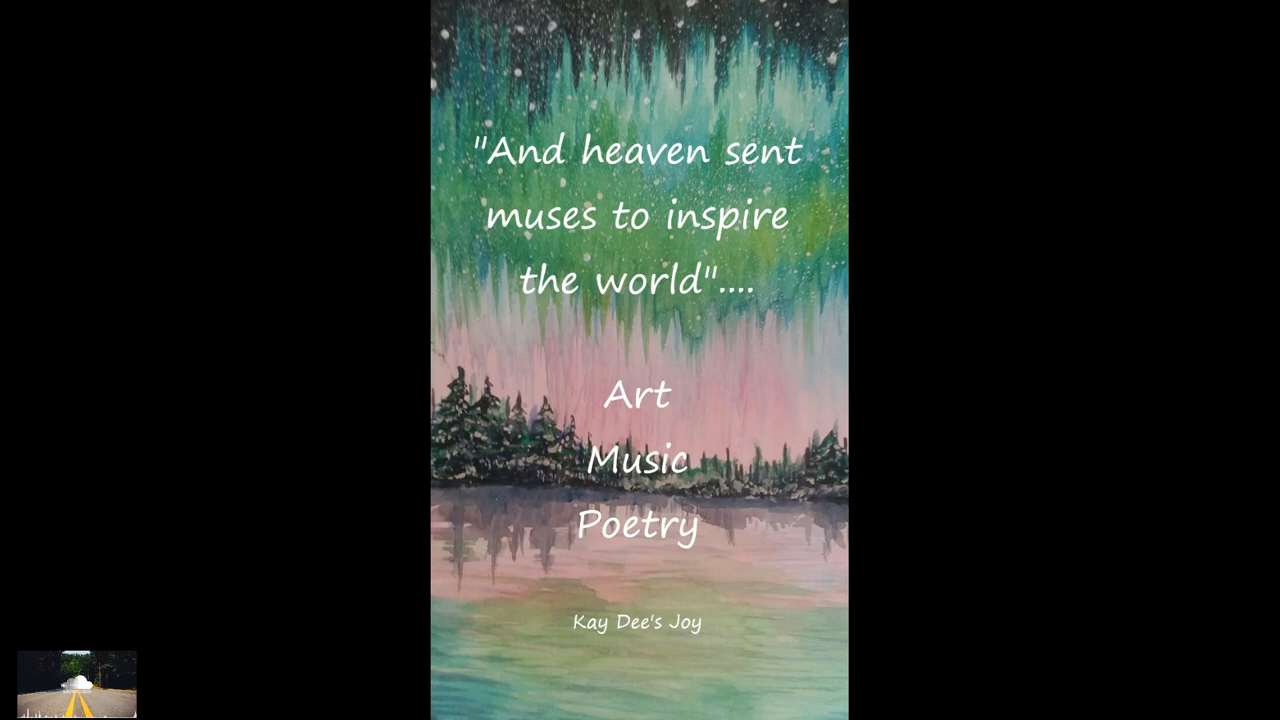 "And heaven sent
muses to inspire
the world"....
Art
Music
Poetry
Kay Dee's Joy